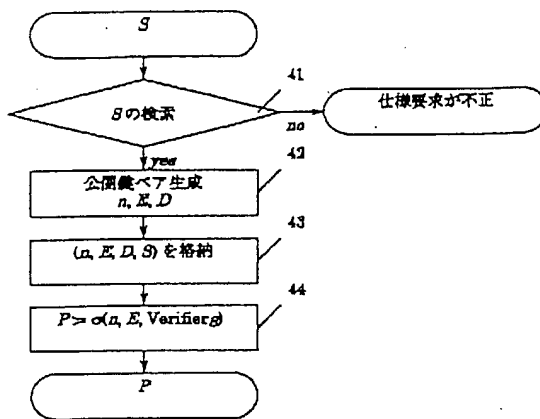 S
41
Sの検索
仕様要求が不正
no
yes
42
公開鍵ペア生成
n, E, D
43
(n, E, D, S) を格納
44
P = σ(n, E, Verifier_S)
P